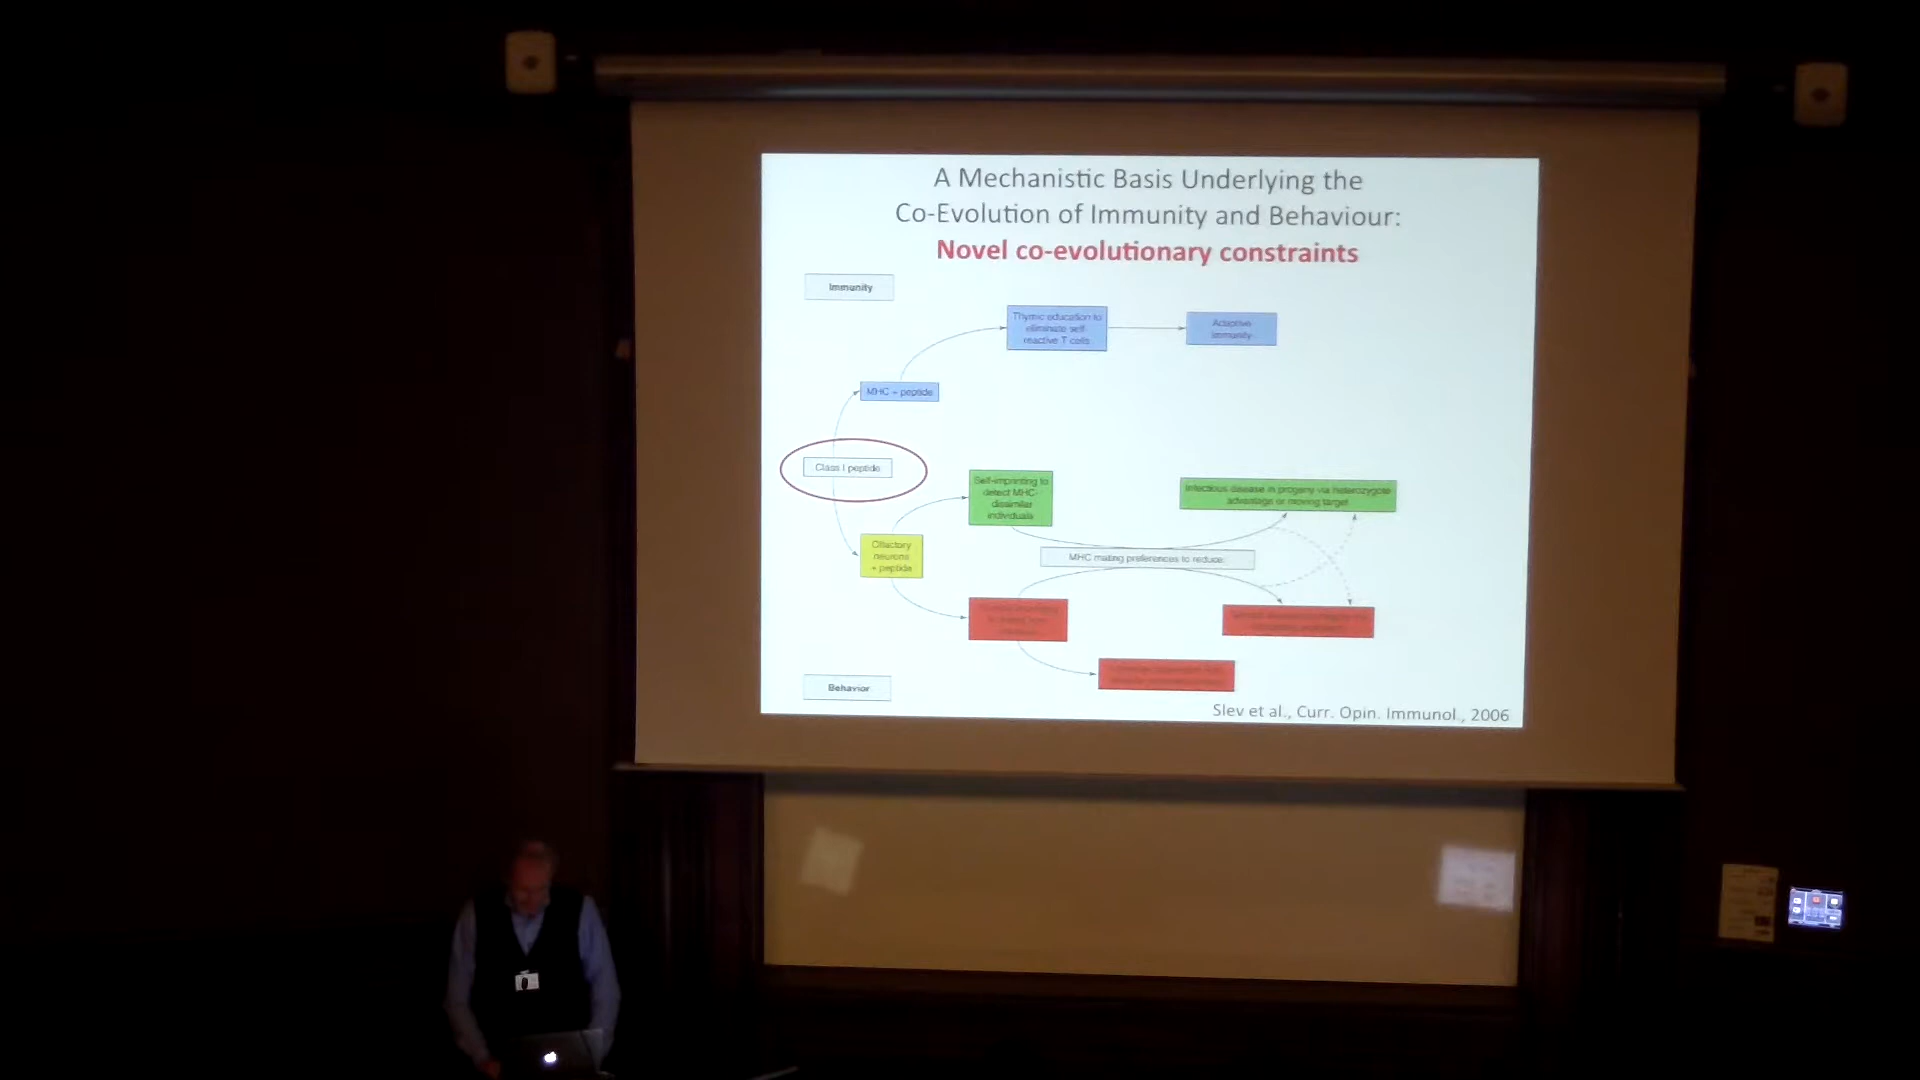 A Mechanistic Basis Underlying the
Co-Evolution of Immunity and Behaviour:
Novel co-evolutionary constraints
Immunity
Thymic education to
eliminate self-
reactive T cells
Adaptive
immunity
MHC + peptide
Class I peptide
Self-imprinting to
detect MHC-
dissimilar
individuals
Infectious disease in progeny via heterozygote
advantage or moving target
Olfactory
neurons
+ peptide
MHC mating preferences to reduce:
Behavior
Slev et al., Curr. Opin. Immunol., 2006